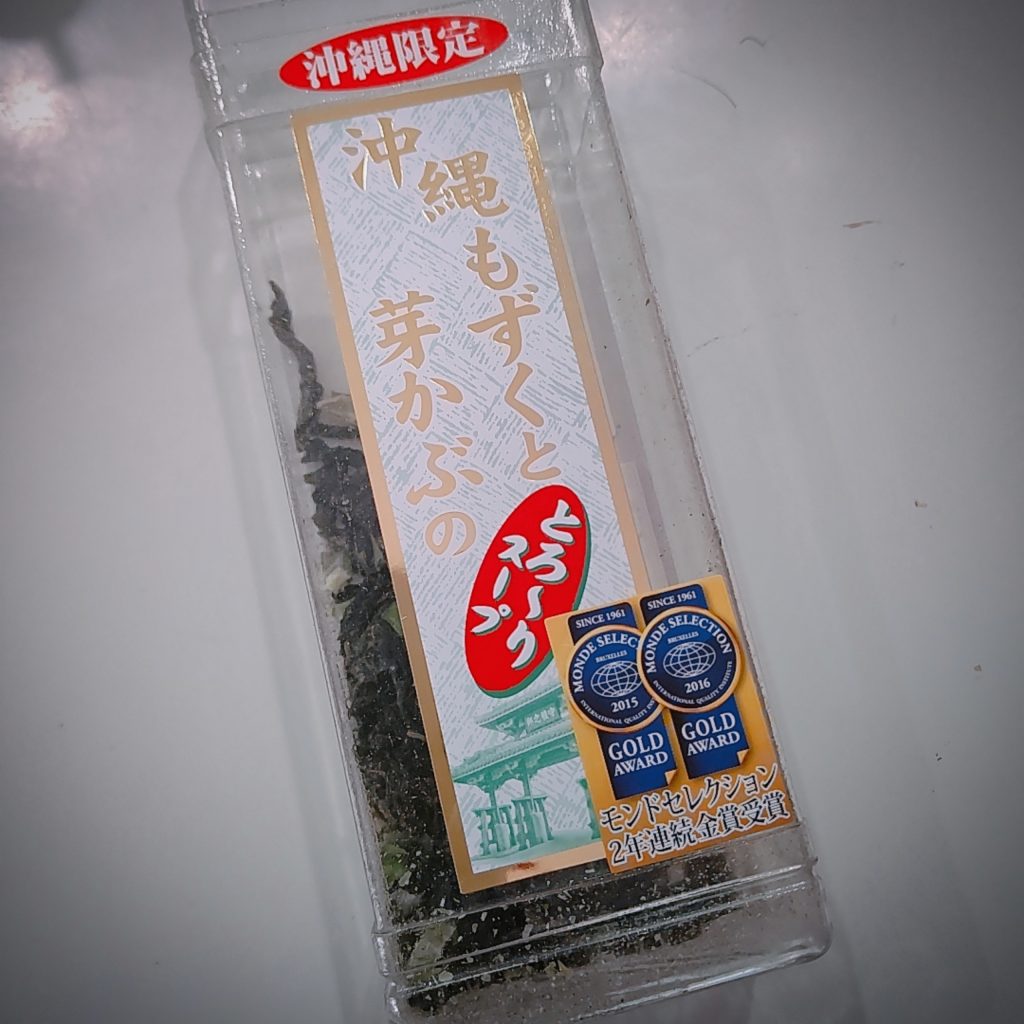 沖縄限定
沖縄もずくと
芽かぶの
とろ〜り
スープ
SINCE 1961
MONDE SELEC
BRUXELLES
2015
INTERNATIONAL QUALITY INS
GOLD
AWARD
SINCE 1961
MONDE SELECTION
BRUXELLES
2016
INTERNATIONAL QUALITY INSTITUTE
GOLD
AWARD
モンドセレクション
2年連続金賞受賞